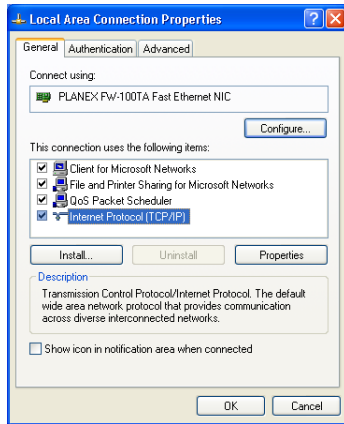 Local Area Connection Properties
General Authentication Advanced
Connect using:
PLANEX FW-100TA Fast Ethernet NIC
Configure...
This connection uses the following items:
Client for Microsoft Networks
File and Printer Sharing for Microsoft Networks
QoS Packet Scheduler
Internet Protocol (TCP/IP)
Install... Uninstall Properties
Description
Transmission Control Protocol/Internet Protocol. The default
wide area network protocol that provides communication
across diverse interconnected networks.
Show icon in notification area when connected
OK Cancel